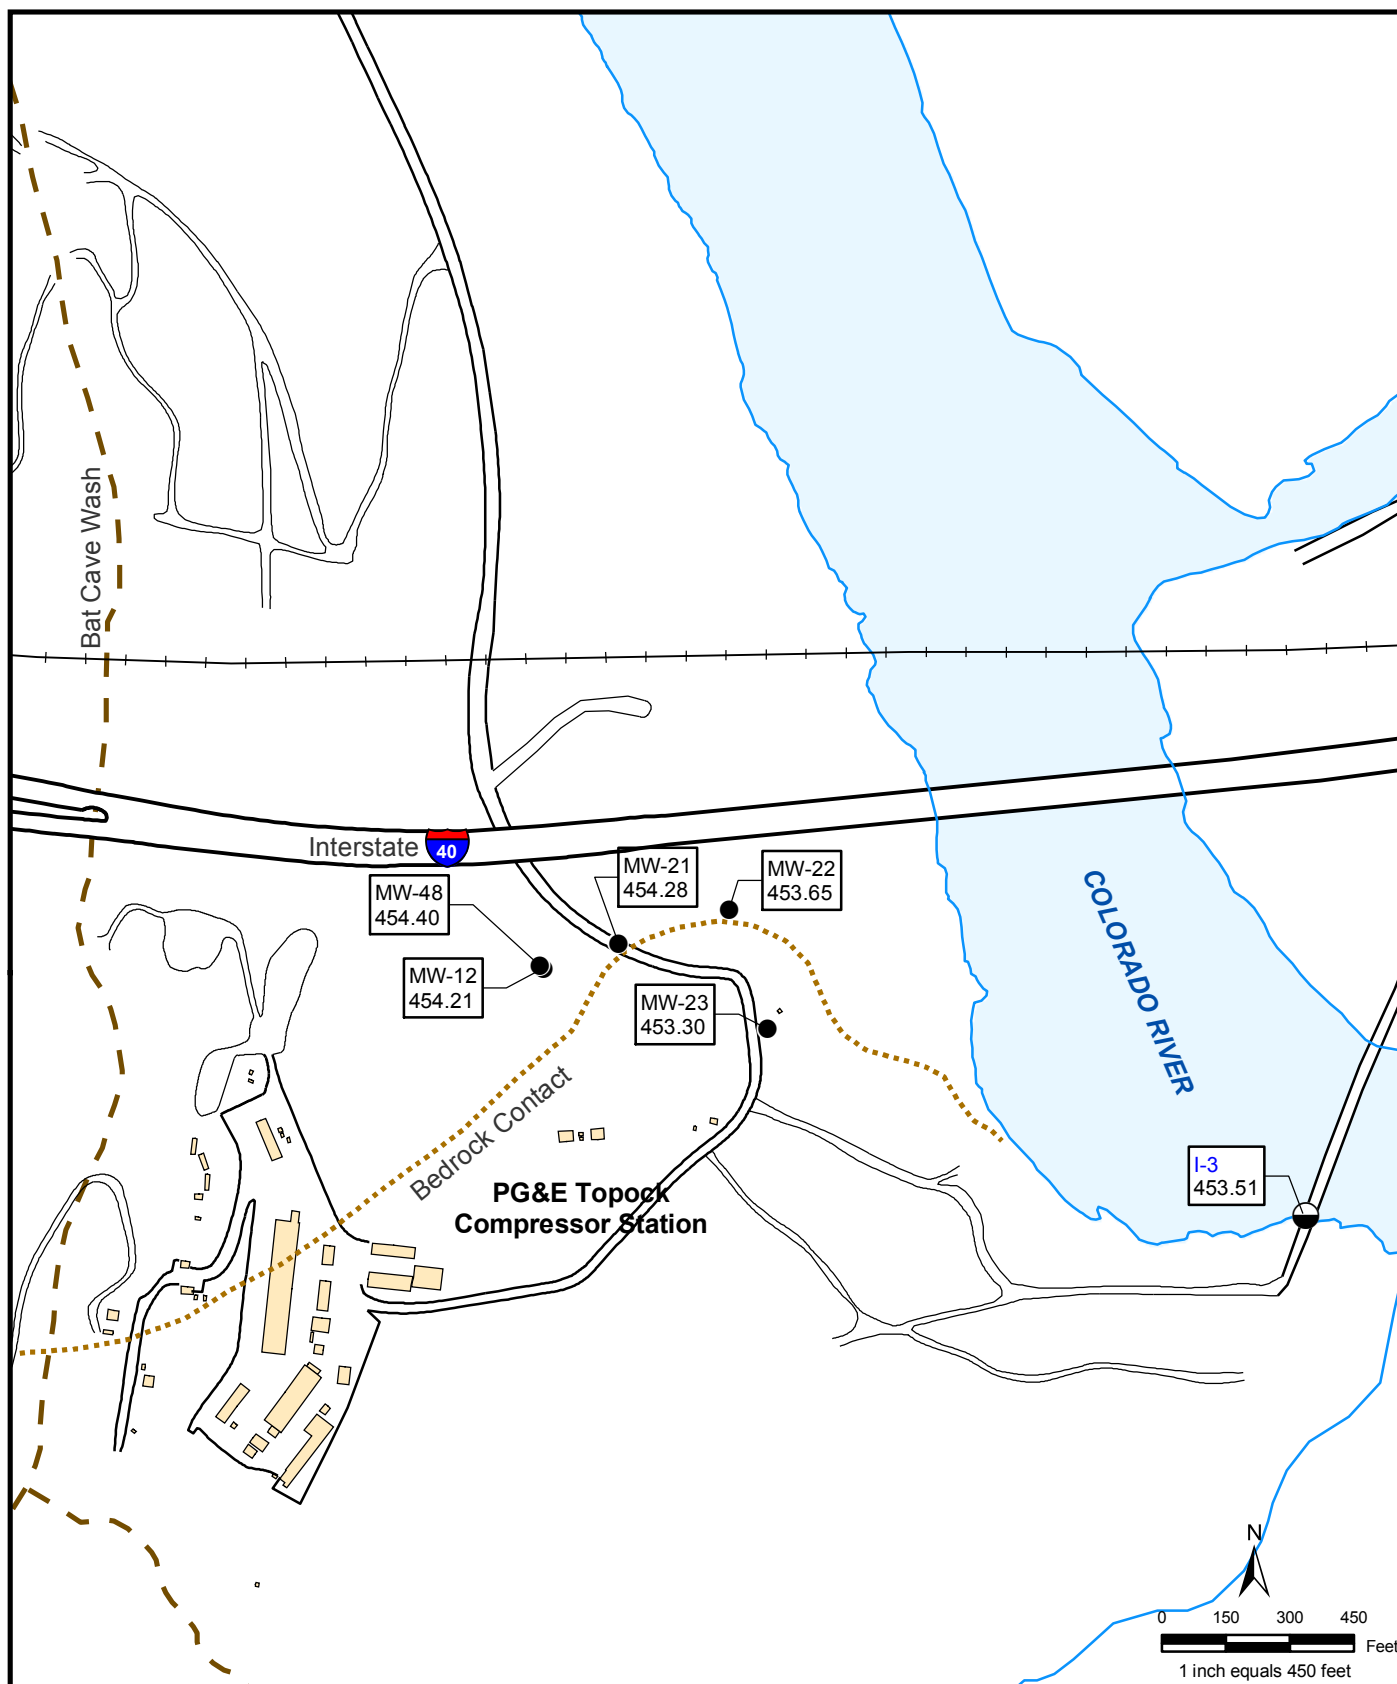 Bat Cave Wash
Interstate
40
MW-21
454.28
MW-22
453.65
MW-48
454.40
MW-12
454.21
MW-23
453.30
COLORADO RIVER
Bedrock Contact
PG&E Topock
Compressor Station
I-3
453.51
N
0 150 300 450
Feet
1 inch equals 450 feet